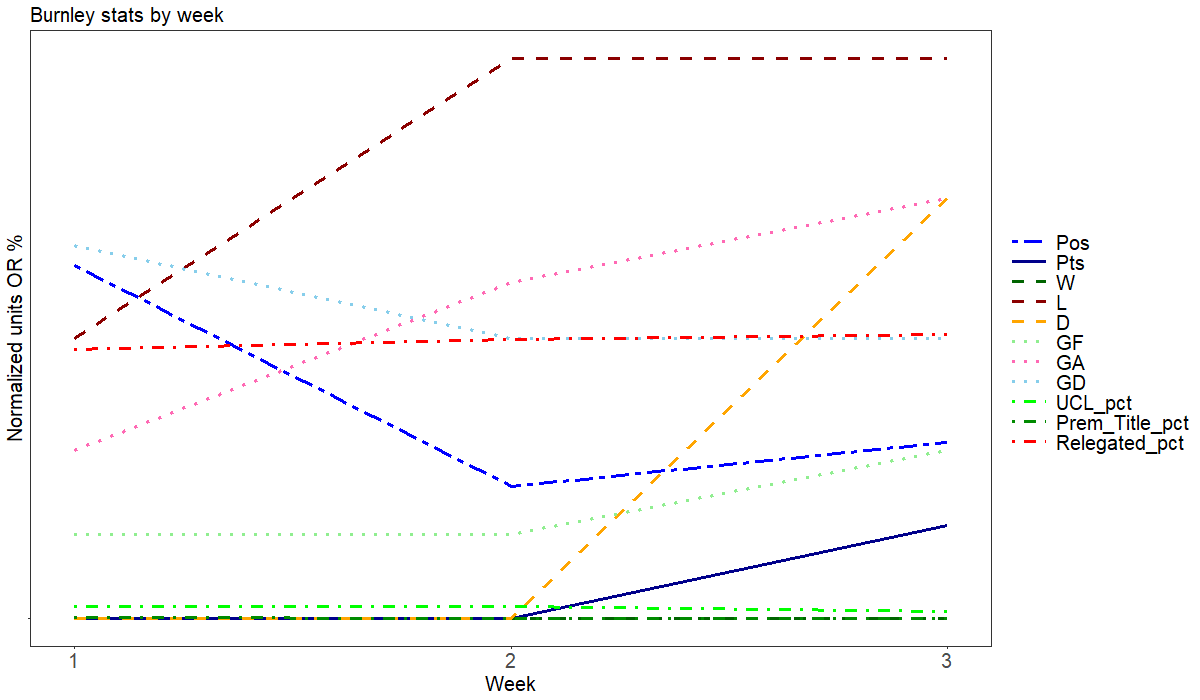 Burnley stats by week
Normalized units OR %
1
2
3
Week
Pos
Pts
W
L
D
GF
GA
GD
UCL_pct
Prem_Title_pct
Relegated_pct